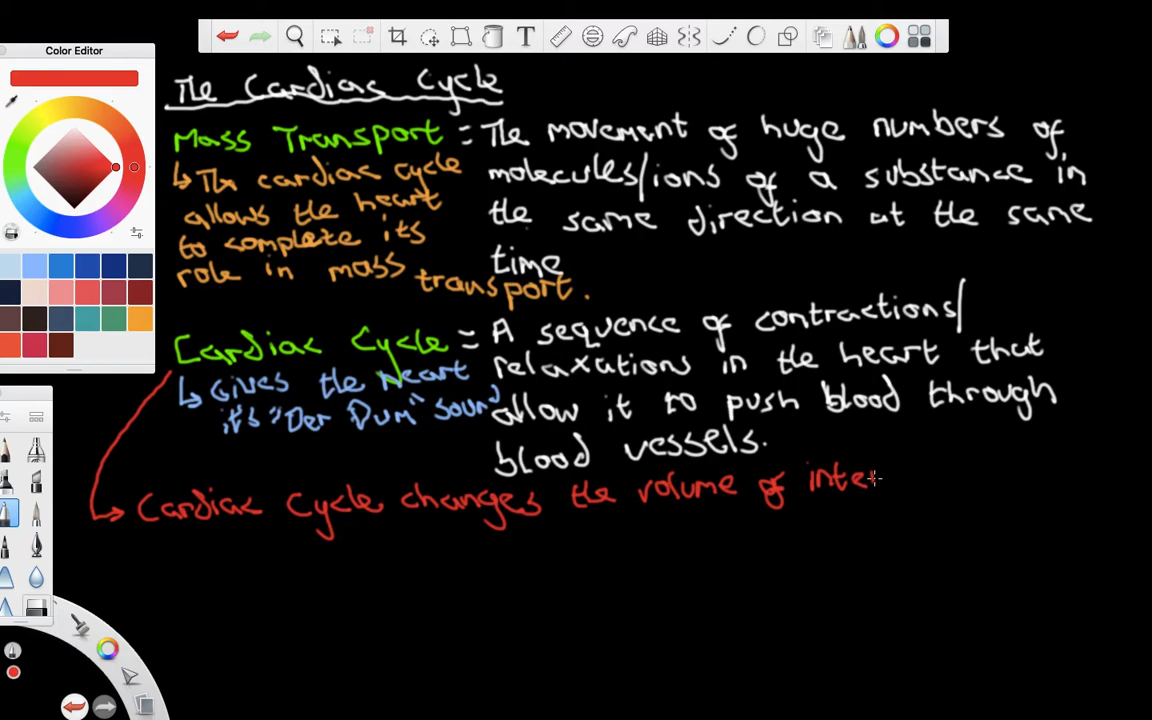 Color Editor
The Cardiac Cycle
Mass Transport = The movement of huge numbers of
molecules/ions of a substance in
the same direction at the same
time
↳ The cardiac cycle
allows the heart
to complete its
role in mass transport.
Cardiac Cycle = A sequence of contractions/
relaxations in the heart that
allow it to push blood through
blood vessels.
↳ Gives the heart
it's "Der Dum" sound
↳ Cardiac Cycle changes the volume of inter